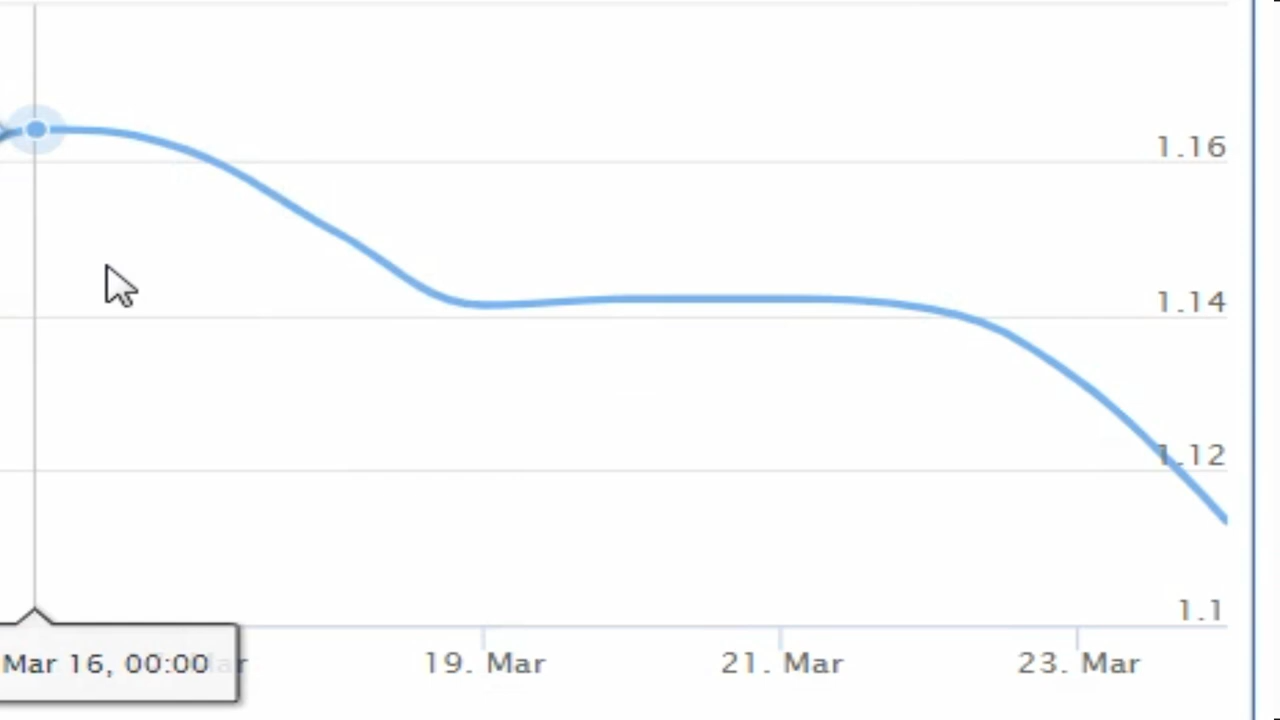 1.16
1.14
1.12
1.1
Mar 16, 00:00
19. Mar
21. Mar
23. Mar